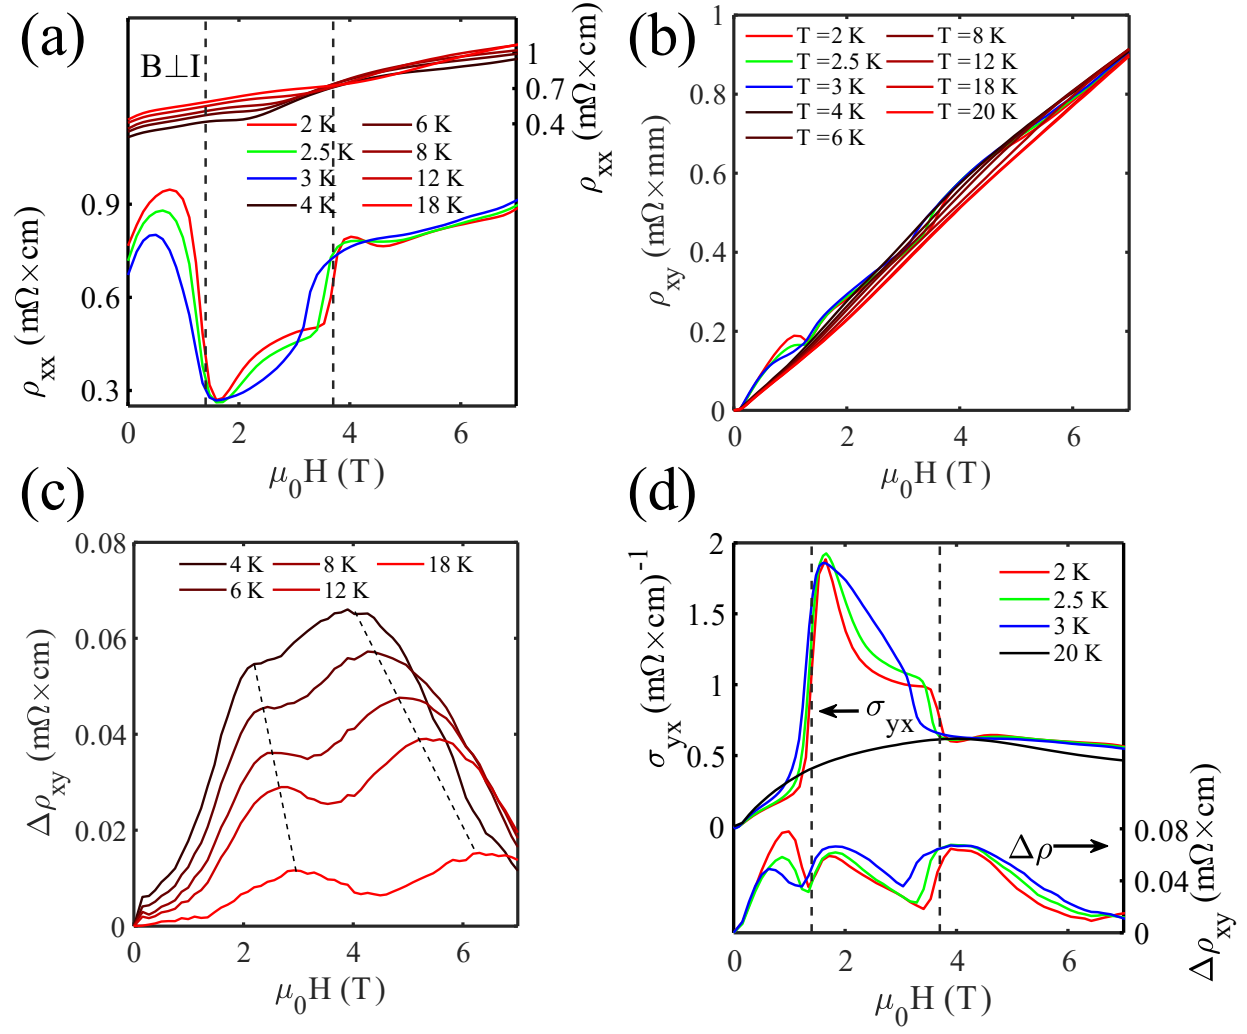 (a)
B⊥I
2 K
2.5 K
3 K
4 K
6 K
8 K
12 K
18 K
ρxx (mΩ×cm)
0.9
0.6
0.3
ρxx (mΩ×cm)
1
0.7
0.4
0 2 4 6
μ0H (T)
(b)
T =2 K
T =2.5 K
T =3 K
T =4 K
T =6 K
T =8 K
T =12 K
T =18 K
T =20 K
ρxy (mΩ×mm)
1
0.8
0.6
0.4
0.2
0
0 2 4 6
μ0H (T)
(c)
4 K
6 K
8 K
12 K
18 K
Δρxy (mΩ×cm)
0.08
0.06
0.04
0.02
0
0 2 4 6
μ0H (T)
(d)
2 K
2.5 K
3 K
20 K
σyx
Δρ
σyx (mΩ×cm)-1
2
1.5
1
0.5
0
Δρxy (mΩ×cm)
0.08
0.04
0
0 2 4 6
μ0H (T)